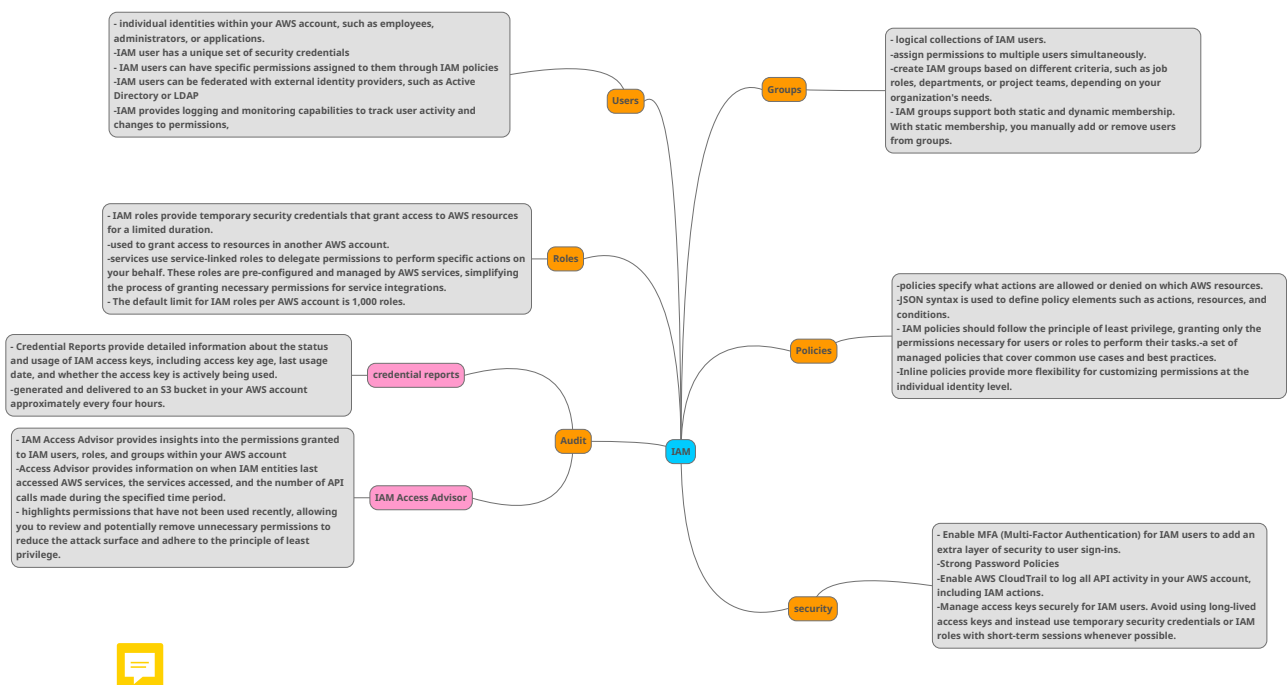 - individual identities within your AWS account, such as employees,
administrators, or applications.
-IAM user has a unique set of security credentials
- IAM users can have specific permissions assigned to them through IAM policies
-IAM users can be federated with external identity providers, such as Active
Directory or LDAP
-IAM provides logging and monitoring capabilities to track user activity and
changes to permissions,
Users
- logical collections of IAM users.
-assign permissions to multiple users simultaneously.
-create IAM groups based on different criteria, such as job
roles, departments, or project teams, depending on your
organization's needs.
- IAM groups support both static and dynamic membership.
With static membership, you manually add or remove users
from groups.
Groups
- IAM roles provide temporary security credentials that grant access to AWS resources
for a limited duration.
-used to grant access to resources in another AWS account.
-services use service-linked roles to delegate permissions to perform specific actions on
your behalf. These roles are pre-configured and managed by AWS services, simplifying
the process of granting necessary permissions for service integrations.
- The default limit for IAM roles per AWS account is 1,000 roles.
Roles
-policies specify what actions are allowed or denied on which AWS resources.
-JSON syntax is used to define policy elements such as actions, resources, and
conditions.
- IAM policies should follow the principle of least privilege, granting only the
permissions necessary for users or roles to perform their tasks.-a set of
managed policies that cover common use cases and best practices.
-Inline policies provide more flexibility for customizing permissions at the
individual identity level.
Policies
- Credential Reports provide detailed information about the status
and usage of IAM access keys, including access key age, last usage
date, and whether the access key is actively being used.
-generated and delivered to an S3 bucket in your AWS account
approximately every four hours.
credential reports
Audit
IAM
- IAM Access Advisor provides insights into the permissions granted
to IAM users, roles, and groups within your AWS account
-Access Advisor provides information on when IAM entities last
accessed AWS services, the services accessed, and the number of API
calls made during the specified time period.
- highlights permissions that have not been used recently, allowing
you to review and potentially remove unnecessary permissions to
reduce the attack surface and adhere to the principle of least
privilege.
IAM Access Advisor
- Enable MFA (Multi-Factor Authentication) for IAM users to add an
extra layer of security to user sign-ins.
-Strong Password Policies
-Enable AWS CloudTrail to log all API activity in your AWS account,
including IAM actions.
-Manage access keys securely for IAM users. Avoid using long-lived
access keys and instead use temporary security credentials or IAM
roles with short-term sessions whenever possible.
security